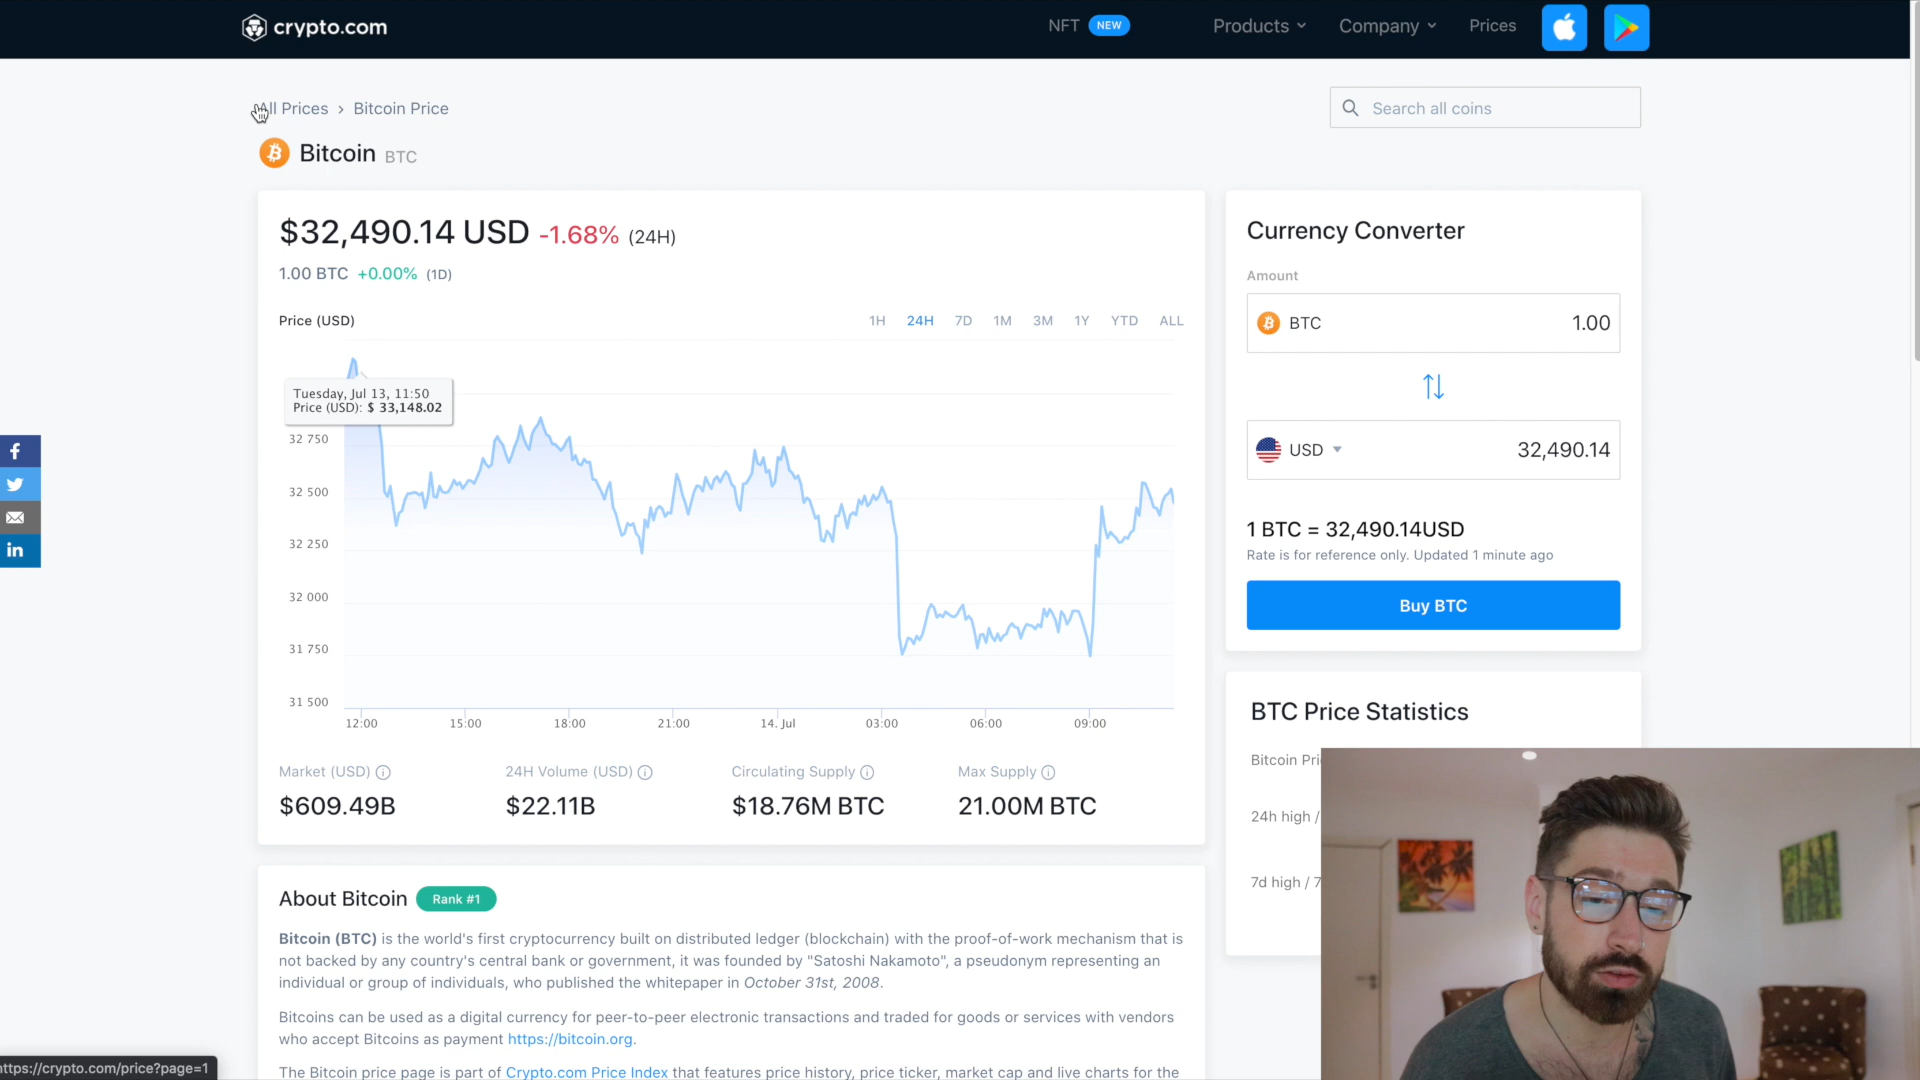 crypto.com
NFT NEW Products Company Prices
All Prices › Bitcoin Price
Search all coins
Bitcoin BTC
$32,490.14 USD -1.68% (24H)
1.00 BTC +0.00% (1D)
Price (USD)
1H 24H 7D 1M 3M 1Y YTD ALL
Tuesday, Jul 13, 11:50
Price (USD): $ 33,148.02
32 750
32 500
32 250
32 000
31 750
31 500
12:00 15:00 18:00 21:00 14. Jul 03:00 06:00 09:00
Market (USD) 24H Volume (USD) Circulating Supply Max Supply
$609.49B $22.11B $18.76M BTC 21.00M BTC
Currency Converter
Amount
BTC 1.00
USD 32,490.14
1 BTC = 32,490.14USD
Rate is for reference only. Updated 1 minute ago
Buy BTC
BTC Price Statistics
Bitcoin Pri
24h high /
7d high / 7
About Bitcoin Rank #1
Bitcoin (BTC) is the world's first cryptocurrency built on distributed ledger (blockchain) with the proof-of-work mechanism that is
not backed by any country's central bank or government, it was founded by "Satoshi Nakamoto", a pseudonym representing an
individual or group of individuals, who published the whitepaper in October 31st, 2008.
Bitcoins can be used as a digital currency for peer-to-peer electronic transactions and traded for goods or services with vendors
who accept Bitcoins as payment https://bitcoin.org.
The Bitcoin price page is part of Crypto.com Price Index that features price history, price ticker, market cap and live charts for the
https://crypto.com/price?page=1